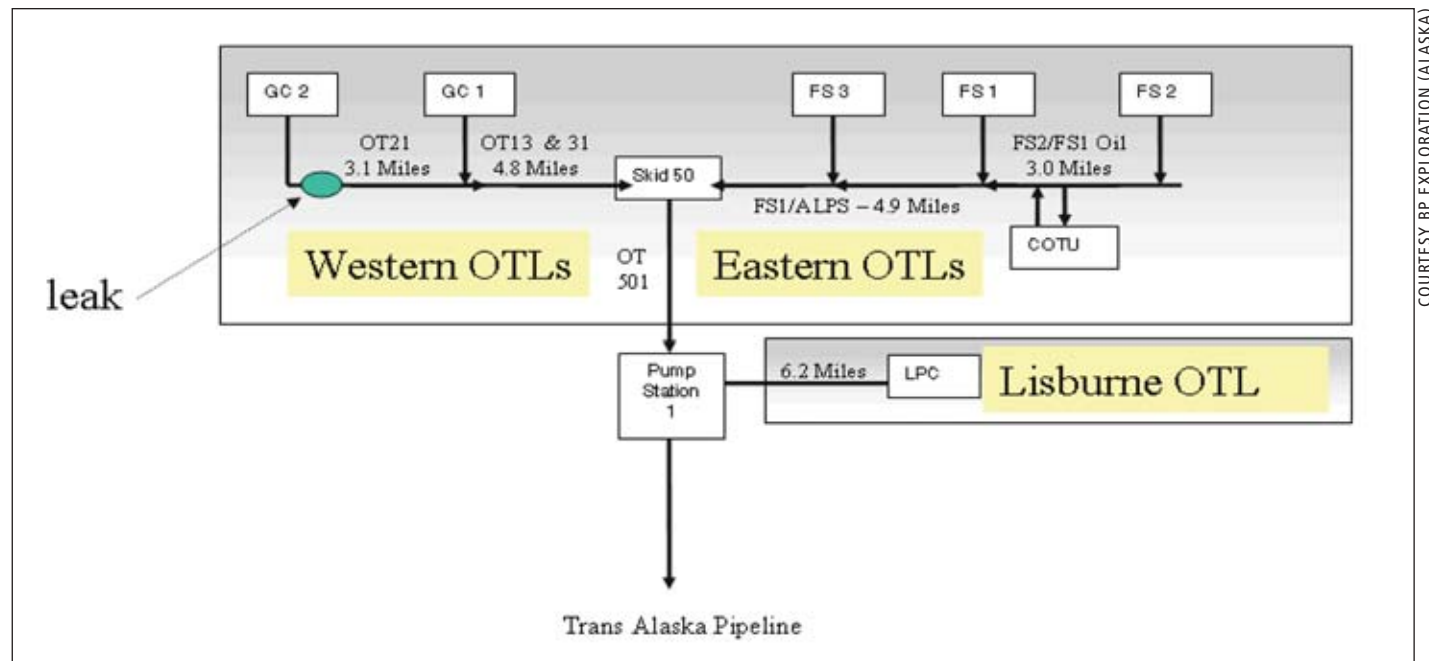 GC 2
GC 1
FS 3
FS 1
FS 2
OT21
3.1 Miles
OT13 & 31
4.8 Miles
Skid 50
FS2/FS1 Oil
3.0 Miles
FS1/ALPS – 4.9 Miles
COTU
Western OTLs
OT
501
Eastern OTLs
leak
Pump
Station
1
6.2 Miles
LPC
Lisburne OTL
Trans Alaska Pipeline
COURTESY BP EXPLORATION (ALASKA)